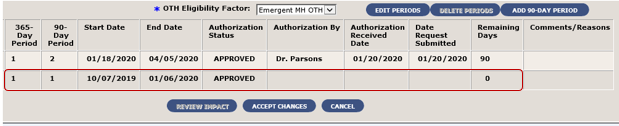 * OTH Eligibility Factor: Emergent MH OTH EDIT PERIODS DELETE PERIODS ADD 90-DAY PERIOD
365-Day Period 90-Day Period Start Date End Date Authorization Status Authorization By Authorization Received Date Date Request Submitted Remaining Days Comments/Reasons
1 2 01/18/2020 04/05/2020 APPROVED Dr. Parsons 01/20/2020 01/20/2020 90
1 1 10/07/2019 01/06/2020 APPROVED 0
REVIEW IMPACT ACCEPT CHANGES CANCEL